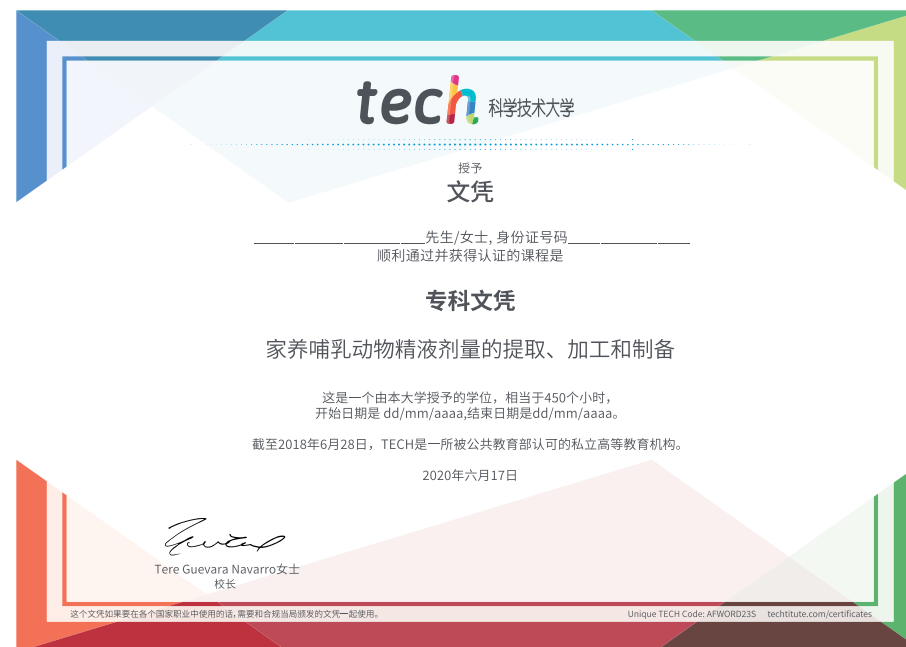 tech 科学技术大学
授予
文凭
先生/女士, 身份证号码
顺利通过并获得认证的课程是
专科文凭
家养哺乳动物精液剂量的提取、加工和制备
这是一个由本大学授予的学位，相当于450个小时，
开始日期是 dd/mm/aaaa,结束日期是dd/mm/aaaa。
截至2018年6月28日，TECH是一所被公共教育部认可的私立高等教育机构。
2020年六月17日
Tere Guevara Navarro女士
校长
这个文凭如果要在各个国家职业中使用的话,需要和合规当局颁发的文凭一起使用。
Unique TECH Code: AFWORD23S techtitute.com/certificates